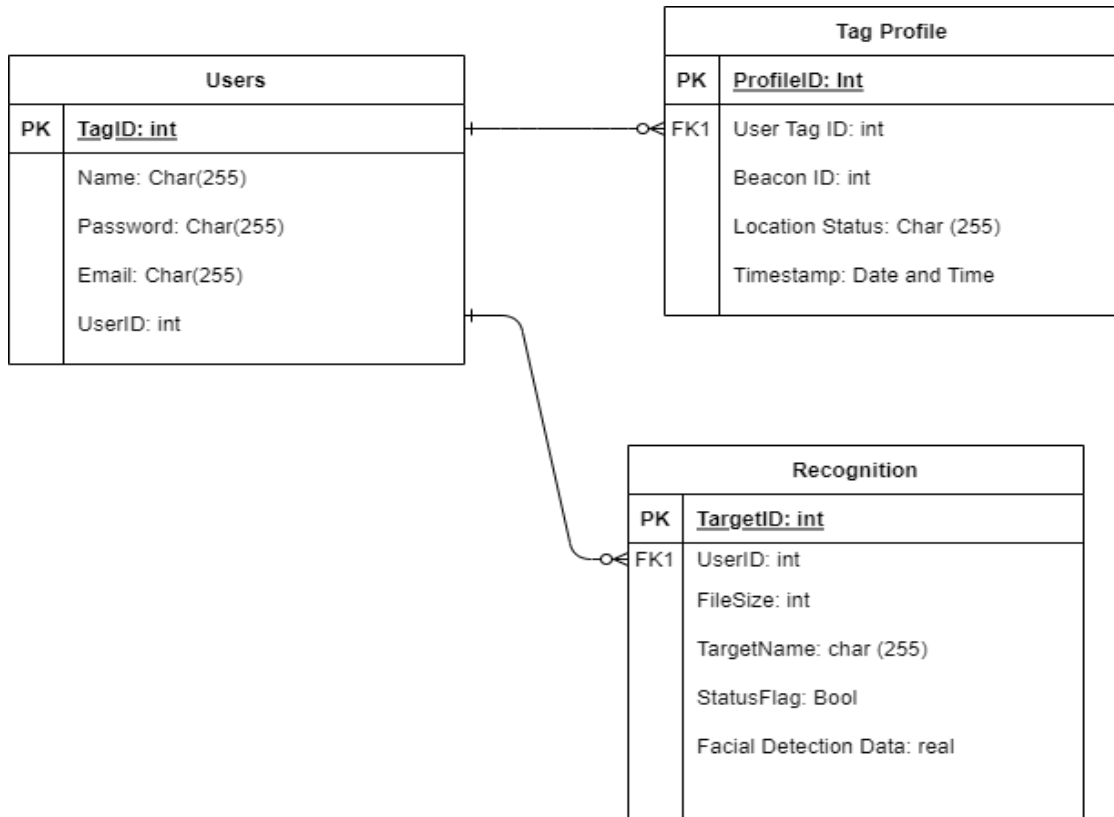 Users
PK TagID: int
Name: Char(255)
Password: Char(255)
Email: Char(255)
UserID: int
Tag Profile
PK ProfileID: Int
FK1 User Tag ID: int
Beacon ID: int
Location Status: Char (255)
Timestamp: Date and Time
Recognition
PK TargetID: int
FK1 UserID: int
FileSize: int
TargetName: char (255)
StatusFlag: Bool
Facial Detection Data: real